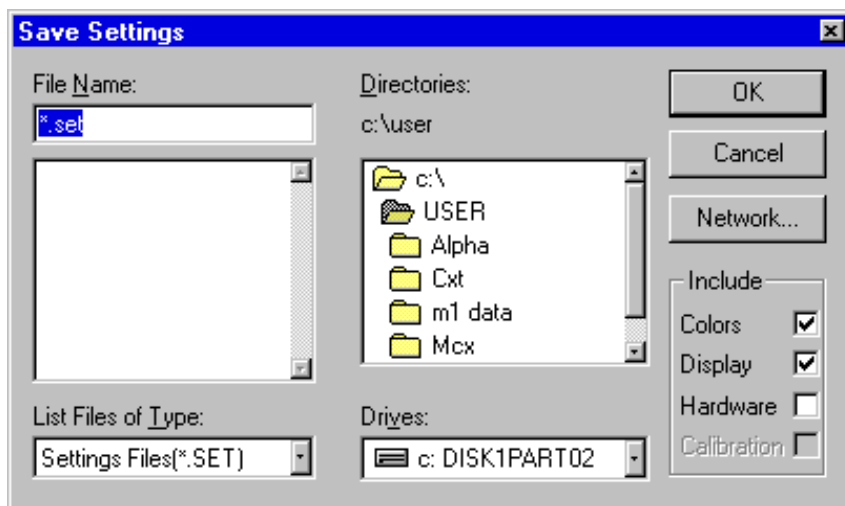 Save Settings
File Name:
*.set
List Files of Type:
Settings Files(*.SET)
Directories:
c:\user
c:\
USER
Alpha
Cxt
m1 data
Mcx
Drives:
c: DISK1PART02
OK
Cancel
Network...
Include
Colors
Display
Hardware
Calibration